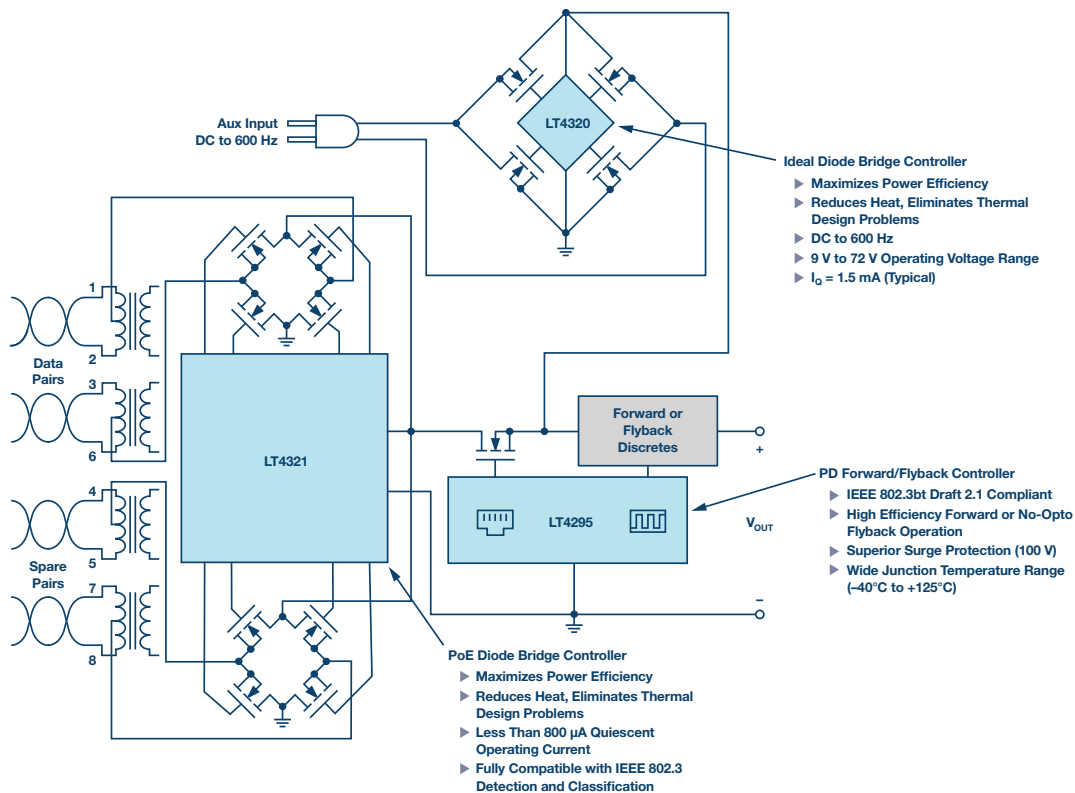 Aux Input
DC to 600 Hz
LT4320
Ideal Diode Bridge Controller
▶ Maximizes Power Efficiency
▶ Reduces Heat, Eliminates Thermal
Design Problems
▶ DC to 600 Hz
▶ 9 V to 72 V Operating Voltage Range
▶ IQ = 1.5 mA (Typical)
1
2
Data
Pairs
3
6
4
5
Spare
Pairs
7
8
LT4321
Forward or
Flyback
Discretes
+
LT4295
VOUT
–
PD Forward/Flyback Controller
▶ IEEE 802.3bt Draft 2.1 Compliant
▶ High Efficiency Forward or No-Opto
Flyback Operation
▶ Superior Surge Protection (100 V)
▶ Wide Junction Temperature Range
(–40°C to +125°C)
PoE Diode Bridge Controller
▶ Maximizes Power Efficiency
▶ Reduces Heat, Eliminates Thermal
Design Problems
▶ Less Than 800 μA Quiescent
Operating Current
▶ Fully Compatible with IEEE 802.3
Detection and Classification